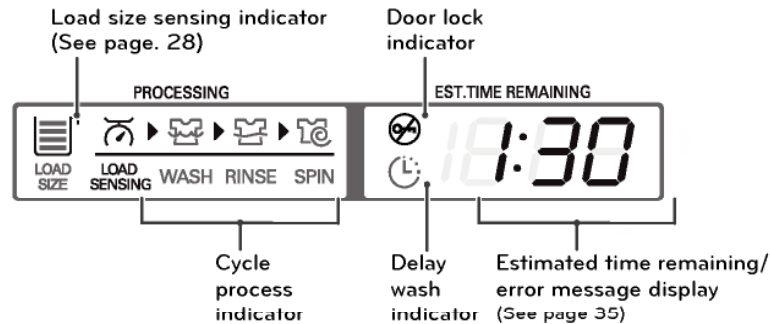 Load size sensing indicator
(See page. 28)
Door lock
indicator
PROCESSING
EST.TIME REMAINING
1:30
LOAD
SIZE
LOAD
SENSING
WASH
RINSE
SPIN
Cycle
process
indicator
Delay
wash
indicator
Estimated time remaining/
error message display
(See page 35)